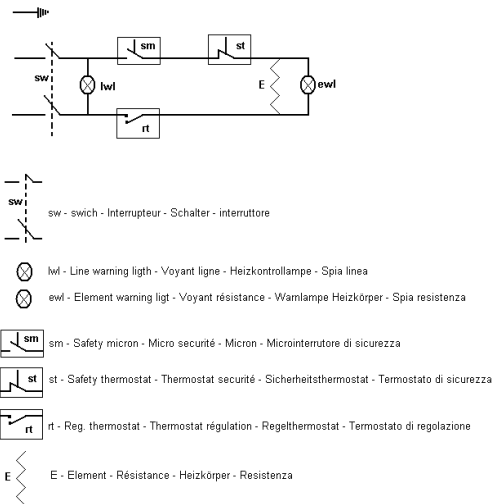 sm
st
sw
lwl
E
ewl
rt
sw
sw - swich - Interrupteur - Schalter - interruttore
lwl - Line warning ligth - Voyant ligne - Heizkontrollampe - Spia linea
ewl - Element warning ligt - Voyant résistance - Warnlampe Heizkörper - Spia resistenza
sm
sm - Safety micron - Micro securité - Micron - Microinterrutore di sicurezza
st
st - Safety thermostat - Thermostat securité - Sicherheitsthermostat - Termostato di sicurezza
rt
rt - Reg. thermostat - Thermostat régulation - Regelthermostat - Termostato di regolazione
E
E - Element - Résistance - Heizkörper - Resistenza